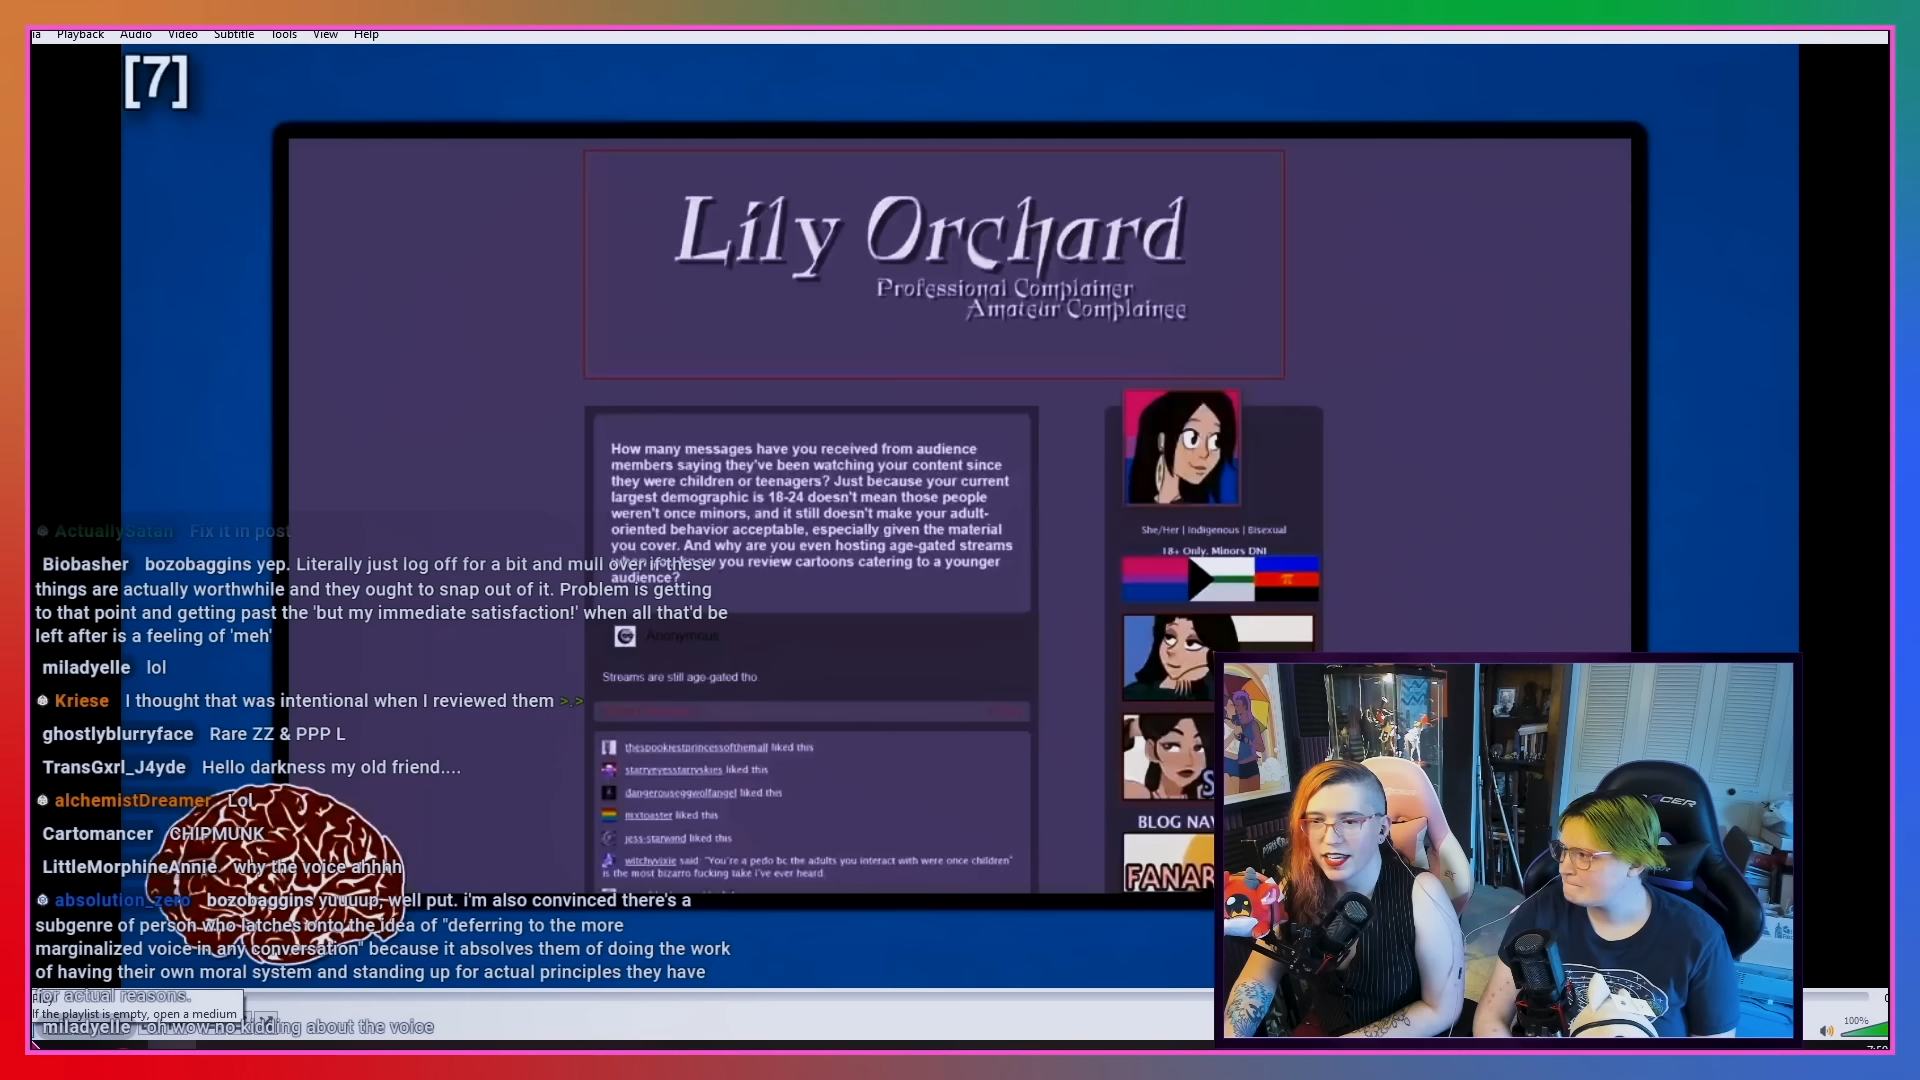 Playback Audio Video Subtitle Tools View Help
[7]
Lily Orchard
Professional Complainer
Amateur Complainee
How many messages have you received from audience
members saying they've been watching your content since
they were children or teenagers? Just because your current
largest demographic is 18-24 doesn't mean those people
weren't once minors, and it still doesn't make your adult-
oriented behavior acceptable, especially given the material
you cover. And why are you even hosting age-gated streams
you review cartoons catering to a younger
audience?
Anonymous
Streams are still age-gated tho
thespookiestprincessofthemall liked this
starryeyesstarryskies liked this
dangerouseggwolfangel liked this
mxtoaster liked this
jess-starwind liked this
witchyvixie said: "You're a pedo bc the adults you interact with were once children"
is the most bizarro fucking take I've ever heard.
She/Her | Indigenous | Bisexual
18+ Only. Minors DNI
BLOG NAV
FANAR
ActuallySatan Fix it in post
Biobasher bozobaggins yep. Literally just log off for a bit and mull over if these
things are actually worthwhile and they ought to snap out of it. Problem is getting
to that point and getting past the 'but my immediate satisfaction!' when all that'd be
left after is a feeling of 'meh'
miladyelle lol
Kriese I thought that was intentional when I reviewed them >.>
ghostlyblurryface Rare ZZ & PPP L
TransGxrl_J4yde Hello darkness my old friend....
alchemistDreamer Lol
Cartomancer CHIPMUNK
LittleMorphineAnnie why the voice ahhhh
absolution_zero bozobaggins yuuuup, well put. i'm also convinced there's a
subgenre of person who latches onto the idea of "deferring to the more
marginalized voice in any conversation" because it absolves them of doing the work
of having their own moral system and standing up for actual principles they have
for actual reasons.
If the playlist is empty, open a medium
miladyelle oh wow no kidding about the voice
100%